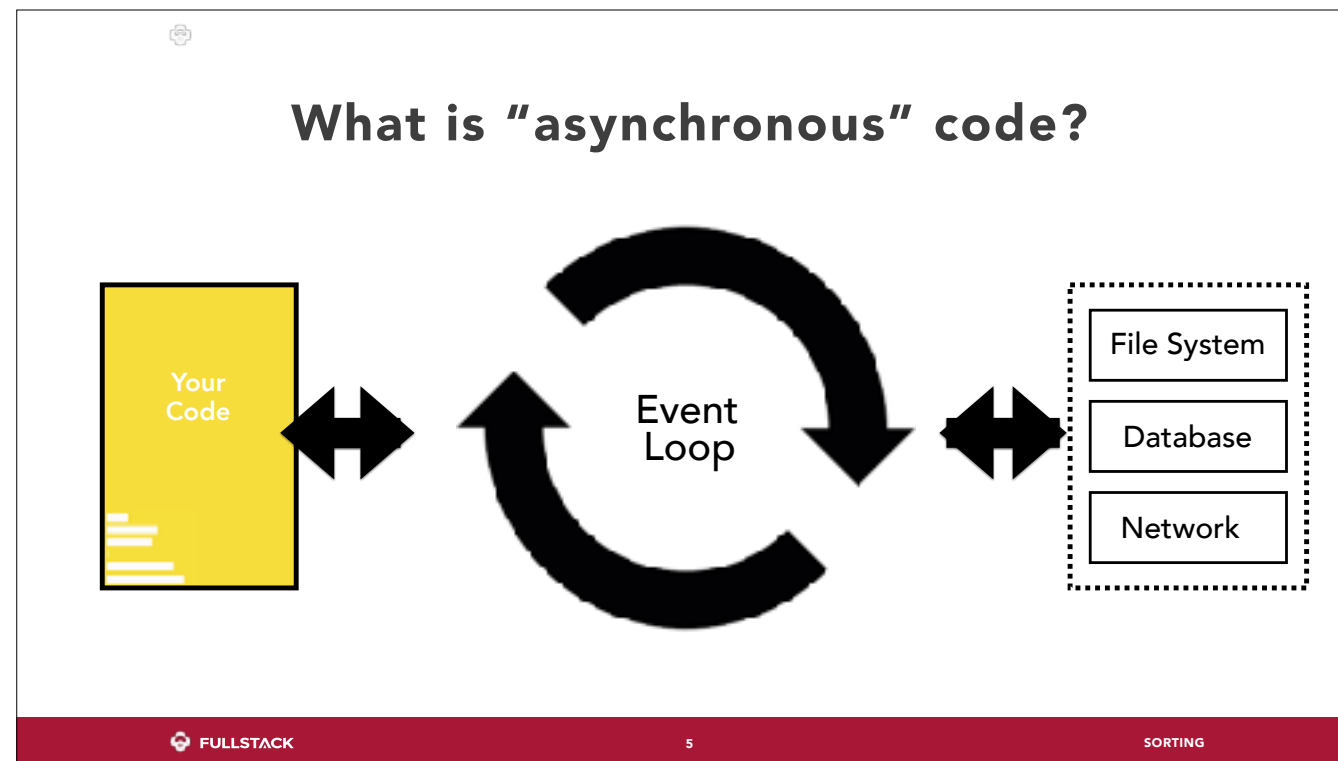 What is “asynchronous” code?
Your
Code
Event
Loop
File System
Database
Network
FULLSTACK
5
SORTING